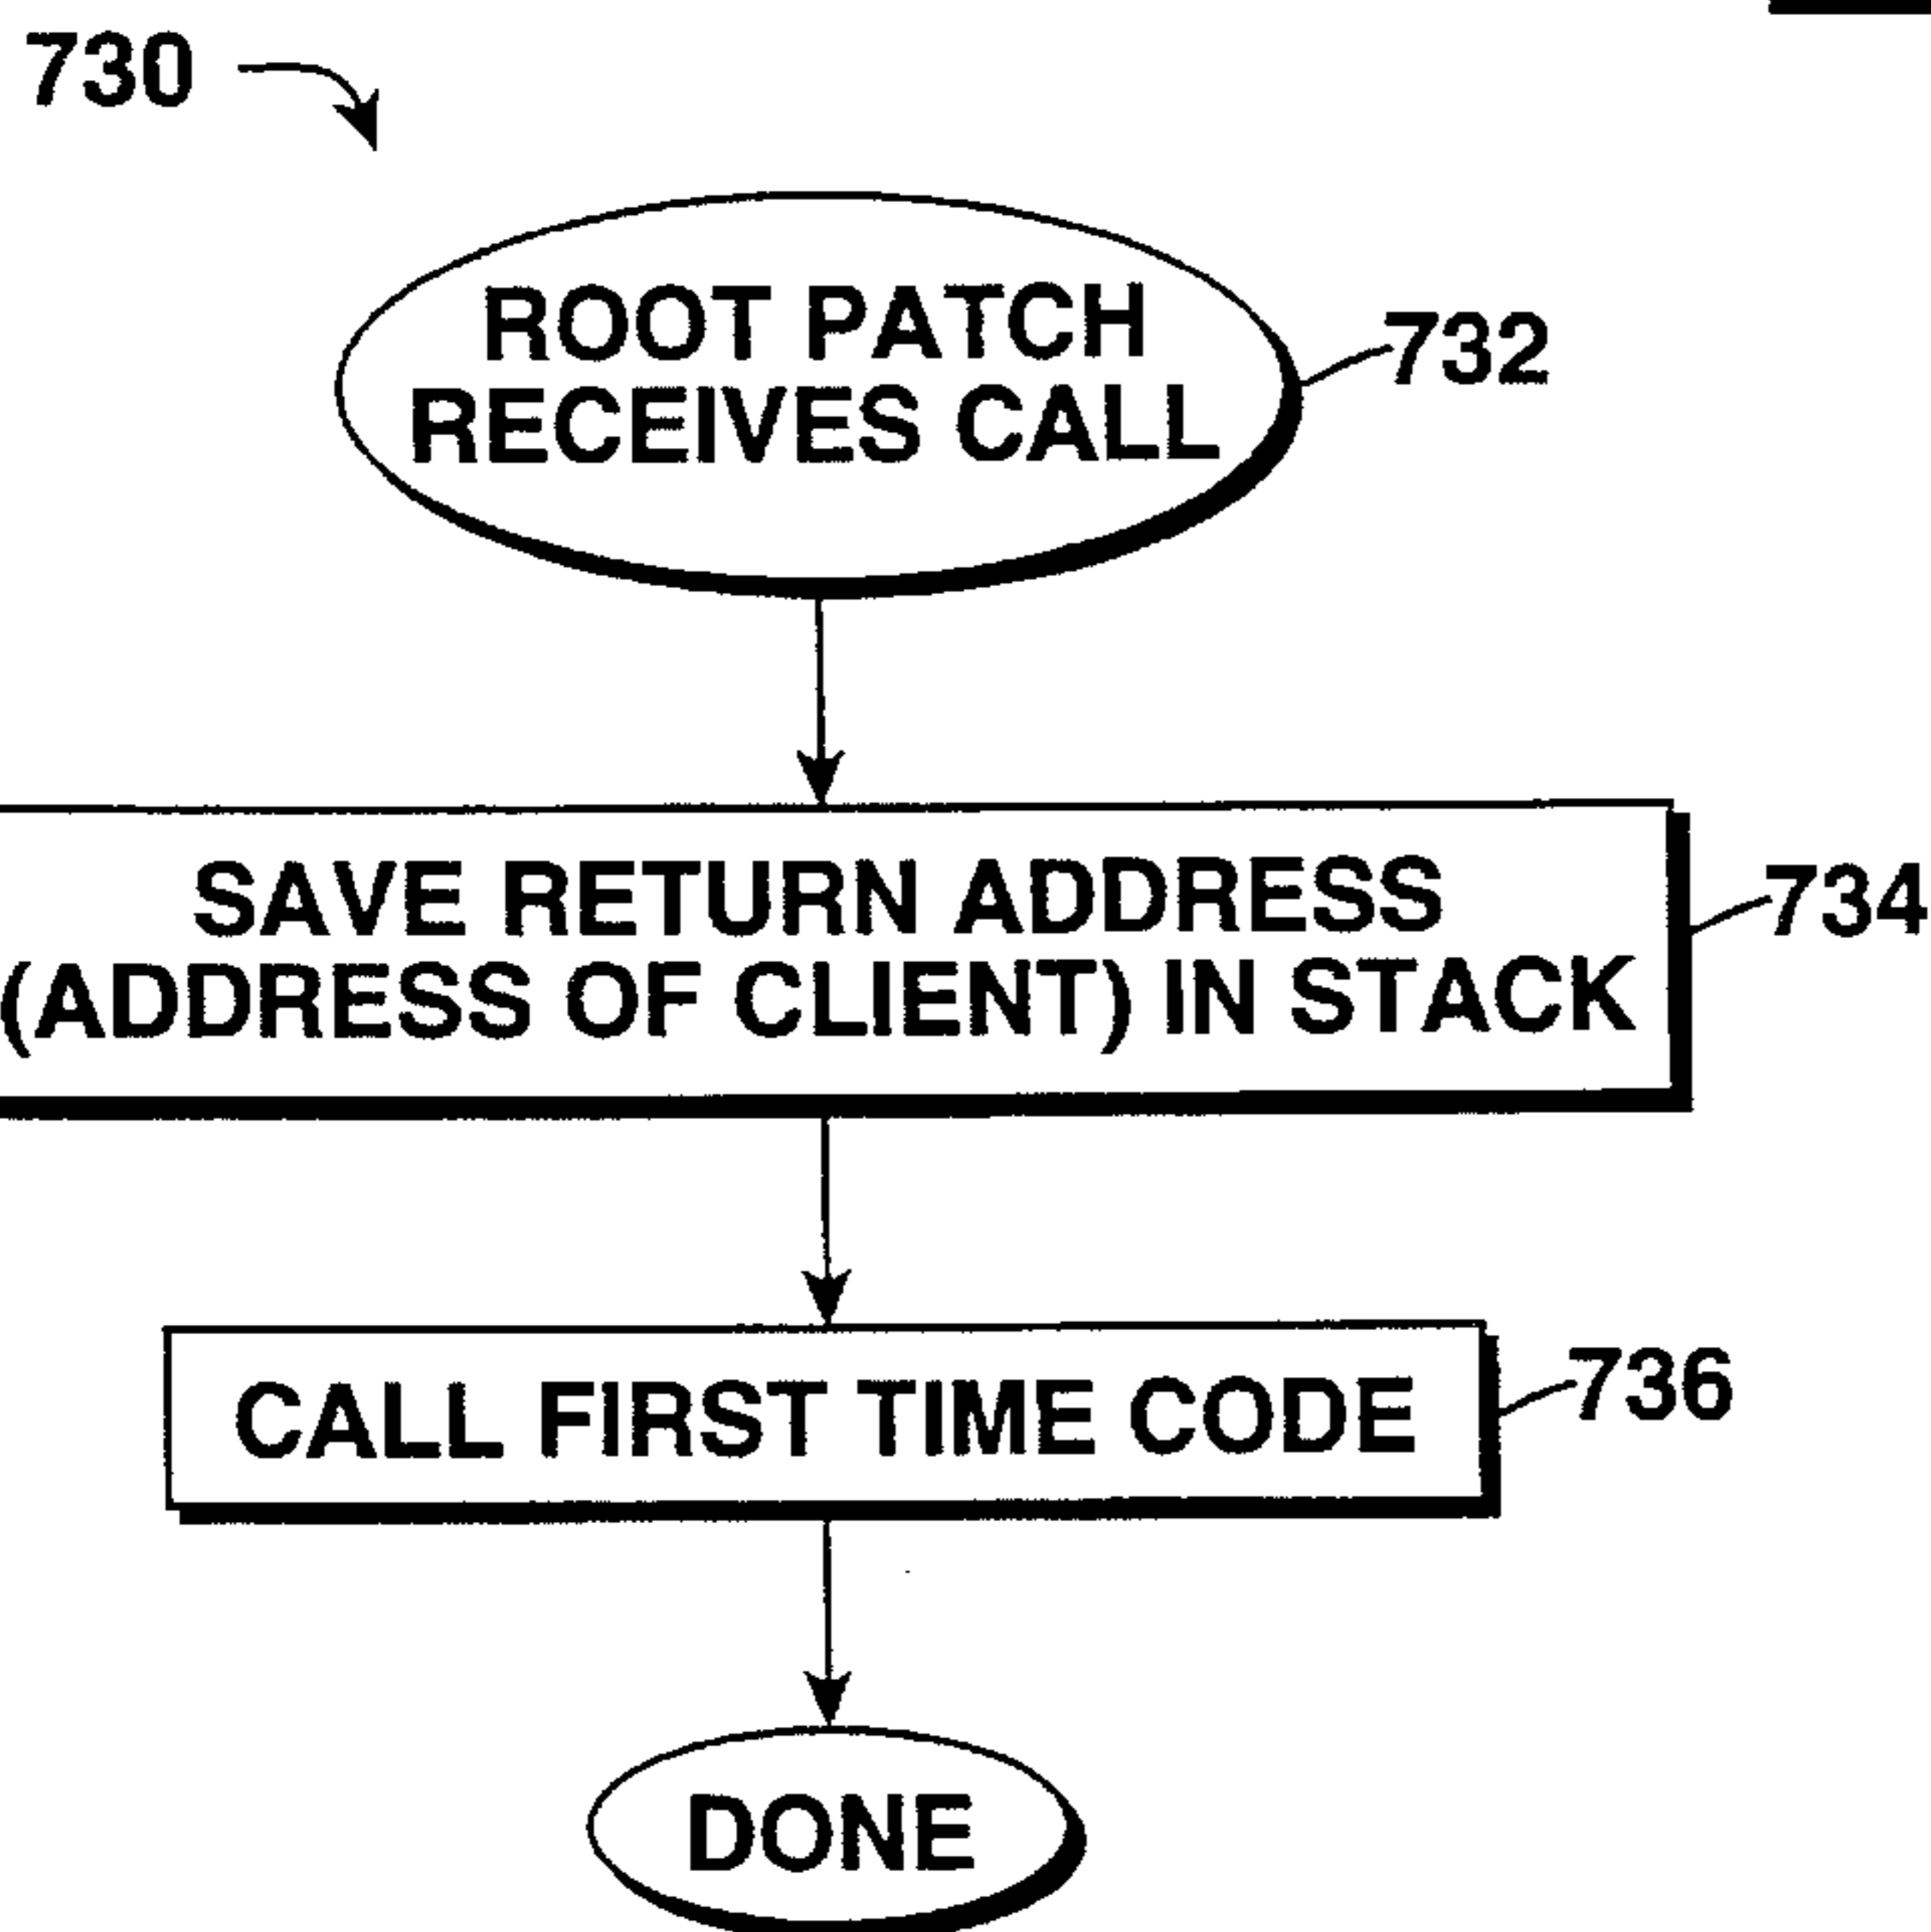 730
ROOT PATCH
RECEIVES CALL
732
SAVE RETURN ADDRESS
(ADDRESS OF CLIENT) IN STACK
734
CALL FIRST TIME CODE
736
DONE